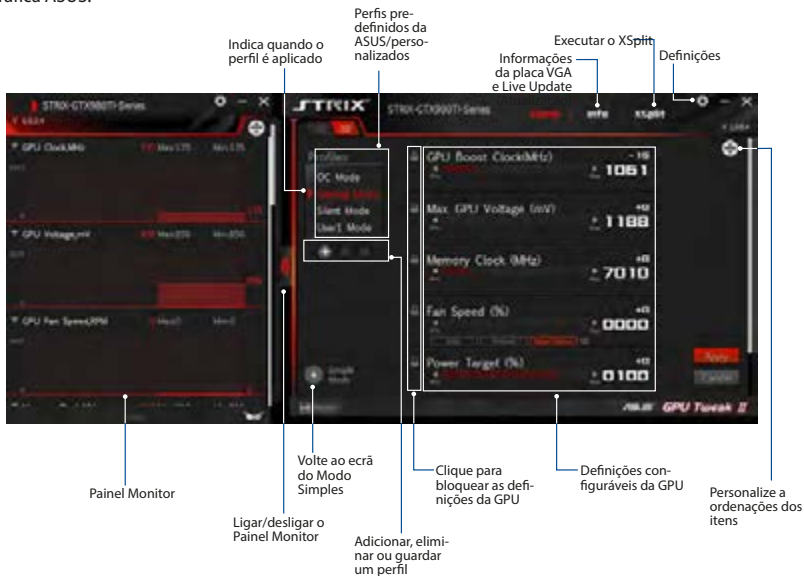 ASUS.
Perfis pre-
definidos da
ASUS/perso-
nalizados
Indica quando o
perfil é aplicado
Executar o XSplit
Informações
da placa VGA
e Live Update
Definições
STRIX-GTX980TI-Series
GPU Clock,MHz
GPU Voltage,mV
GPU Fan Speed,RPM
STRIX
STRIX-GTX980TI-Series
Info
XSplit
Profiles
OC Mode
Silent Mode
User1 Mode
Simple
Mode
GPU Boost Clock(MHz)
1061
Max GPU Voltage (mV)
1188
Memory Clock (MHz)
7010
Fan Speed (%)
0000
Power Target (%)
0100
Apply
Cancel
ASUS GPU Tweak II
Painel Monitor
Ligar/desligar o
Painel Monitor
Volte ao ecrã
do Modo
Simples
Adicionar, elimi-
nar ou guardar
um perfil
Clique para
bloquear as defi-
nições da GPU
Definições con-
figuráveis da GPU
Personalize a
ordenações dos
itens